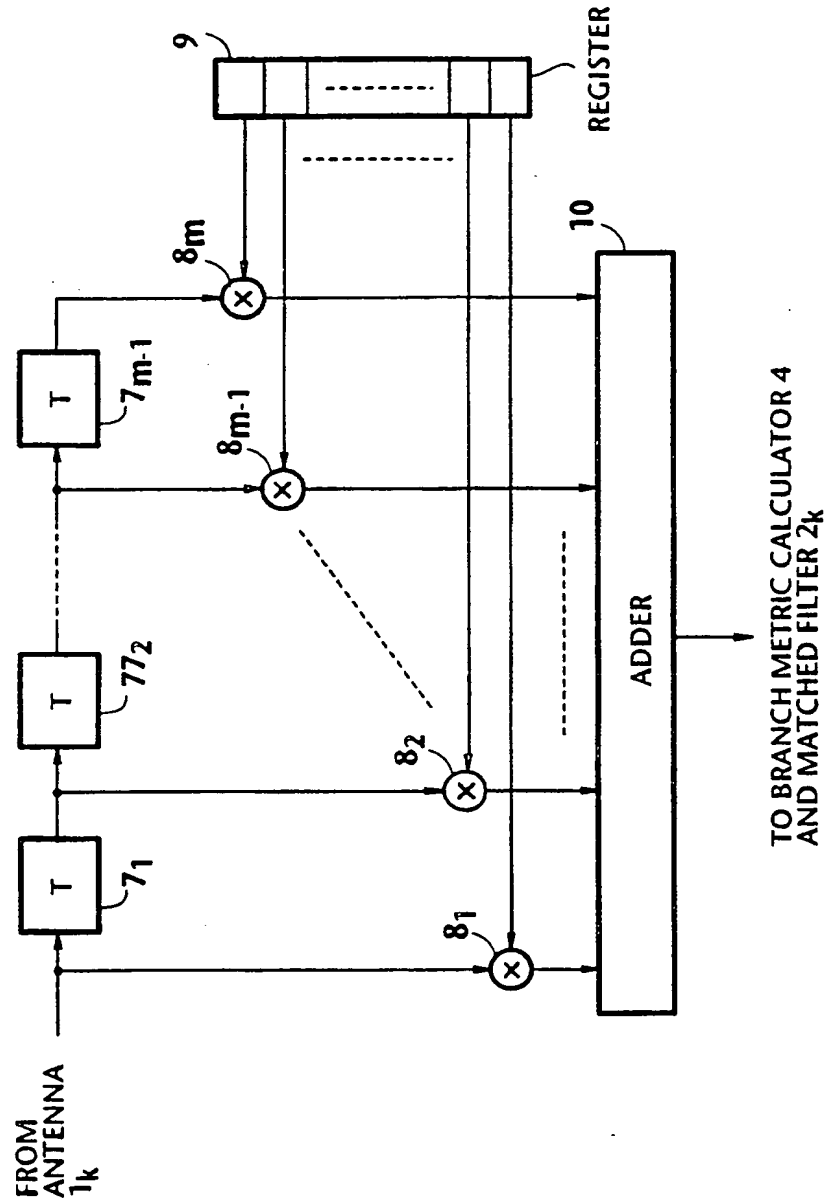 FROM
ANTENNA
1k
T
71
T
772
T
7m-1
81
82
8m-1
8m
9
REGISTER
10
ADDER
TO BRANCH METRIC CALCULATOR 4
AND MATCHED FILTER 2k
X
X
X
X